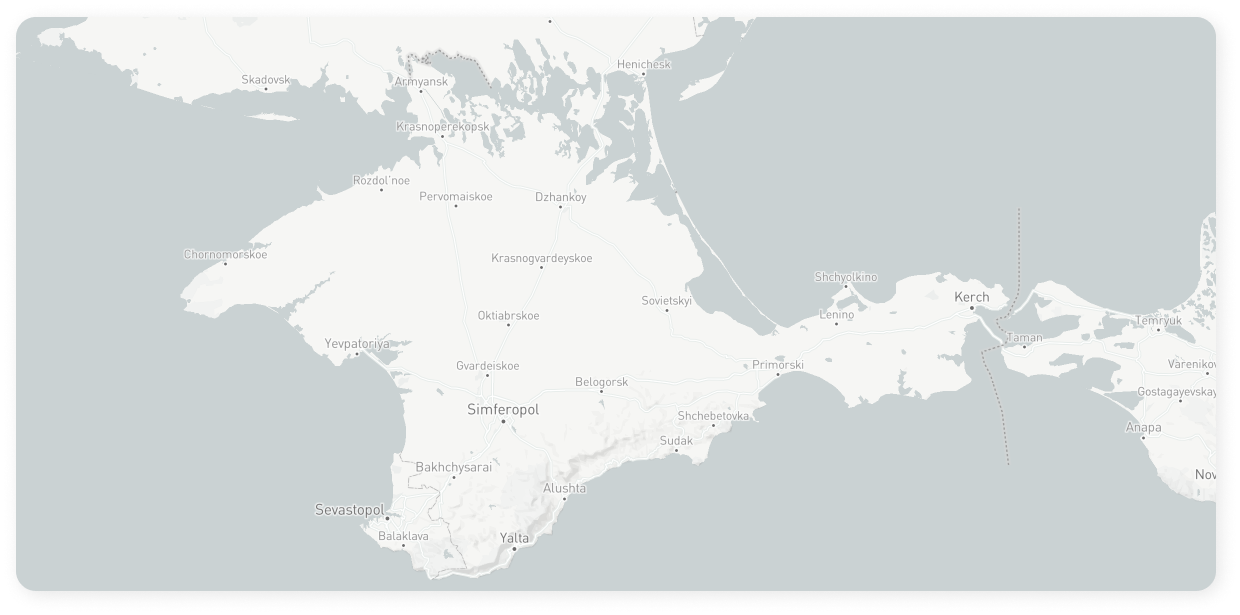 Henichesk
Skadovsk
Armyansk
Krasnoperekopsk
Rozdol'noe
Pervomaiskoe
Dzhankoy
Chornomorskoe
Krasnogvardeyskoe
Shchyolkino
Sovietskyi
Kerch
Oktiabrskoe
Lenino
Temryuk
Yevpatoriya
Taman
Gvardeiskoe
Primorski
Varenikov
Belogorsk
Gostagayevskay
Simferopol
Shchebetovka
Anapa
Sudak
Bakhchysarai
Nov
Alushta
Sevastopol
Balaklava
Yalta